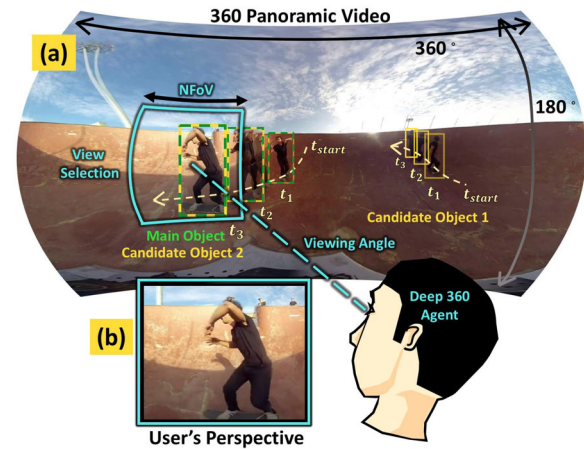 360 Panoramic Video
(a)
360 °
NFoV
180 °
View
Selection
t_start
t_1
t_2
t_3
t_3
t_2
t_1
t_start
Main Object
Candidate Object 2
Candidate Object 1
Viewing Angle
Deep 360
Agent
(b)
User's Perspective